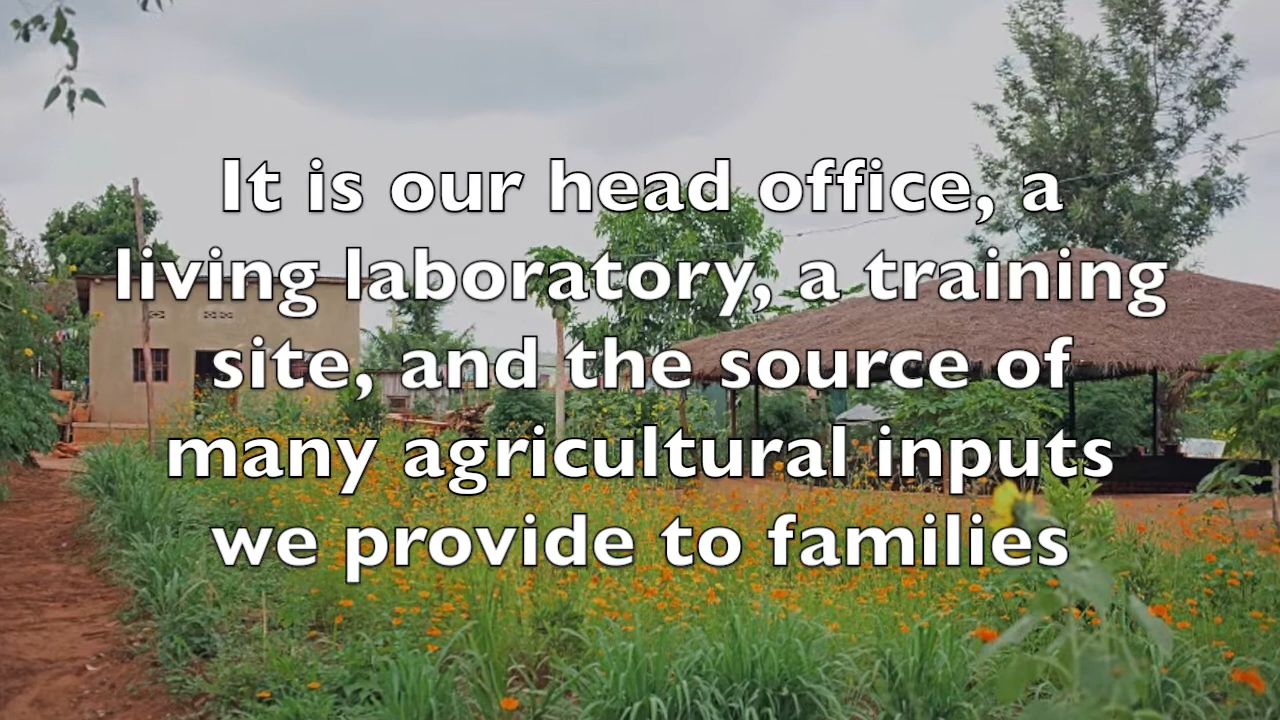 It is our head office, a
living laboratory, a training
site, and the source of
many agricultural inputs
we provide to families